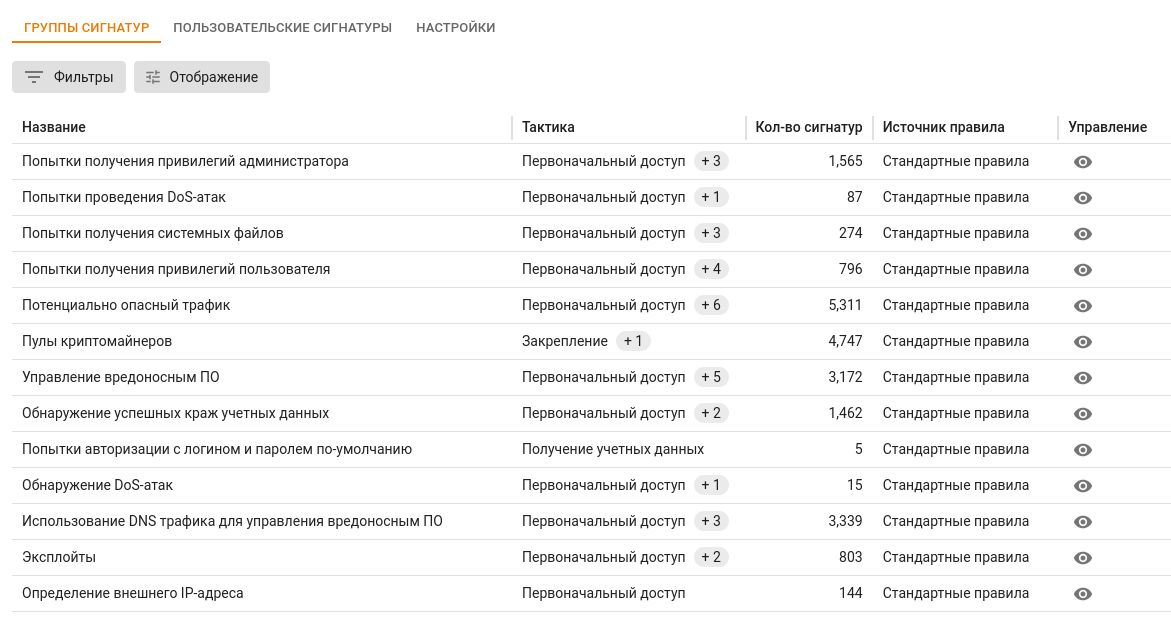 ГРУППЫ СИГНАТУР ПОЛЬЗОВАТЕЛЬСКИЕ СИГНАТУРЫ НАСТРОЙКИ
Фильтры Отображение
Название Тактика Кол-во сигнатур Источник правила Управление
Попытки получения привилегий администратора Первоначальный доступ + 3 1,565 Стандартные правила
Попытки проведения DoS-атак Первоначальный доступ + 1 87 Стандартные правила
Попытки получения системных файлов Первоначальный доступ + 3 274 Стандартные правила
Попытки получения привилегий пользователя Первоначальный доступ + 4 796 Стандартные правила
Потенциально опасный трафик Первоначальный доступ + 6 5,311 Стандартные правила
Пулы криптомайнеров Закрепление + 1 4,747 Стандартные правила
Управление вредоносным ПО Первоначальный доступ + 5 3,172 Стандартные правила
Обнаружение успешных краж учетных данных Первоначальный доступ + 2 1,462 Стандартные правила
Попытки авторизации с логином и паролем по-умолчанию Получение учетных данных 5 Стандартные правила
Обнаружение DoS-атак Первоначальный доступ + 1 15 Стандартные правила
Использование DNS трафика для управления вредоносным ПО Первоначальный доступ + 3 3,339 Стандартные правила
Эксплойты Первоначальный доступ + 2 803 Стандартные правила
Определение внешнего IP-адреса Первоначальный доступ 144 Стандартные правила